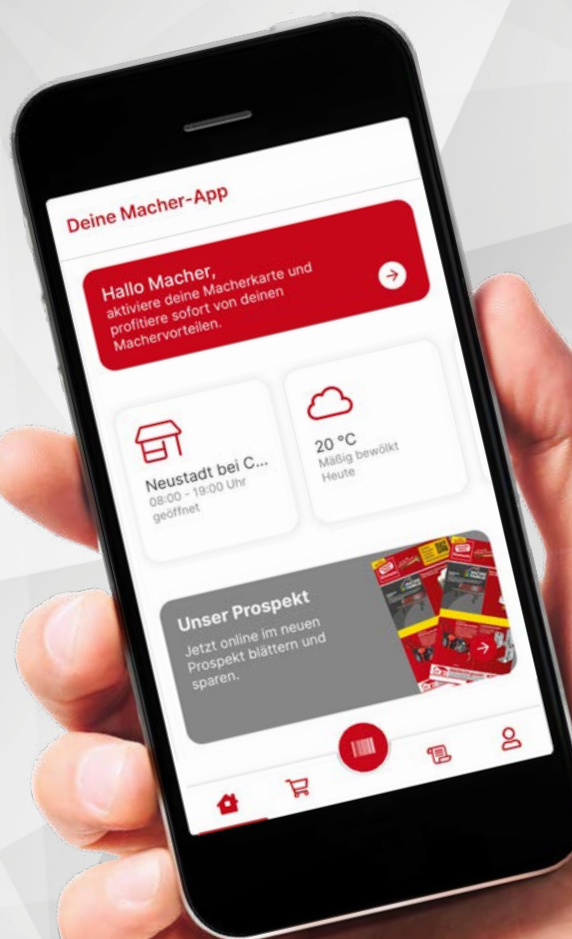 Deine Macher-App
Hallo Macher,
aktiviere deine Macherkarte und
profitiere sofort von deinen
Machervorteilen.
Neustadt bei C...
08:00 - 19:00 Uhr
geöffnet
20 °C
Mäßig bewölkt
Heute
Unser Prospekt
Jetzt online im neuen
Prospekt blättern und
sparen.